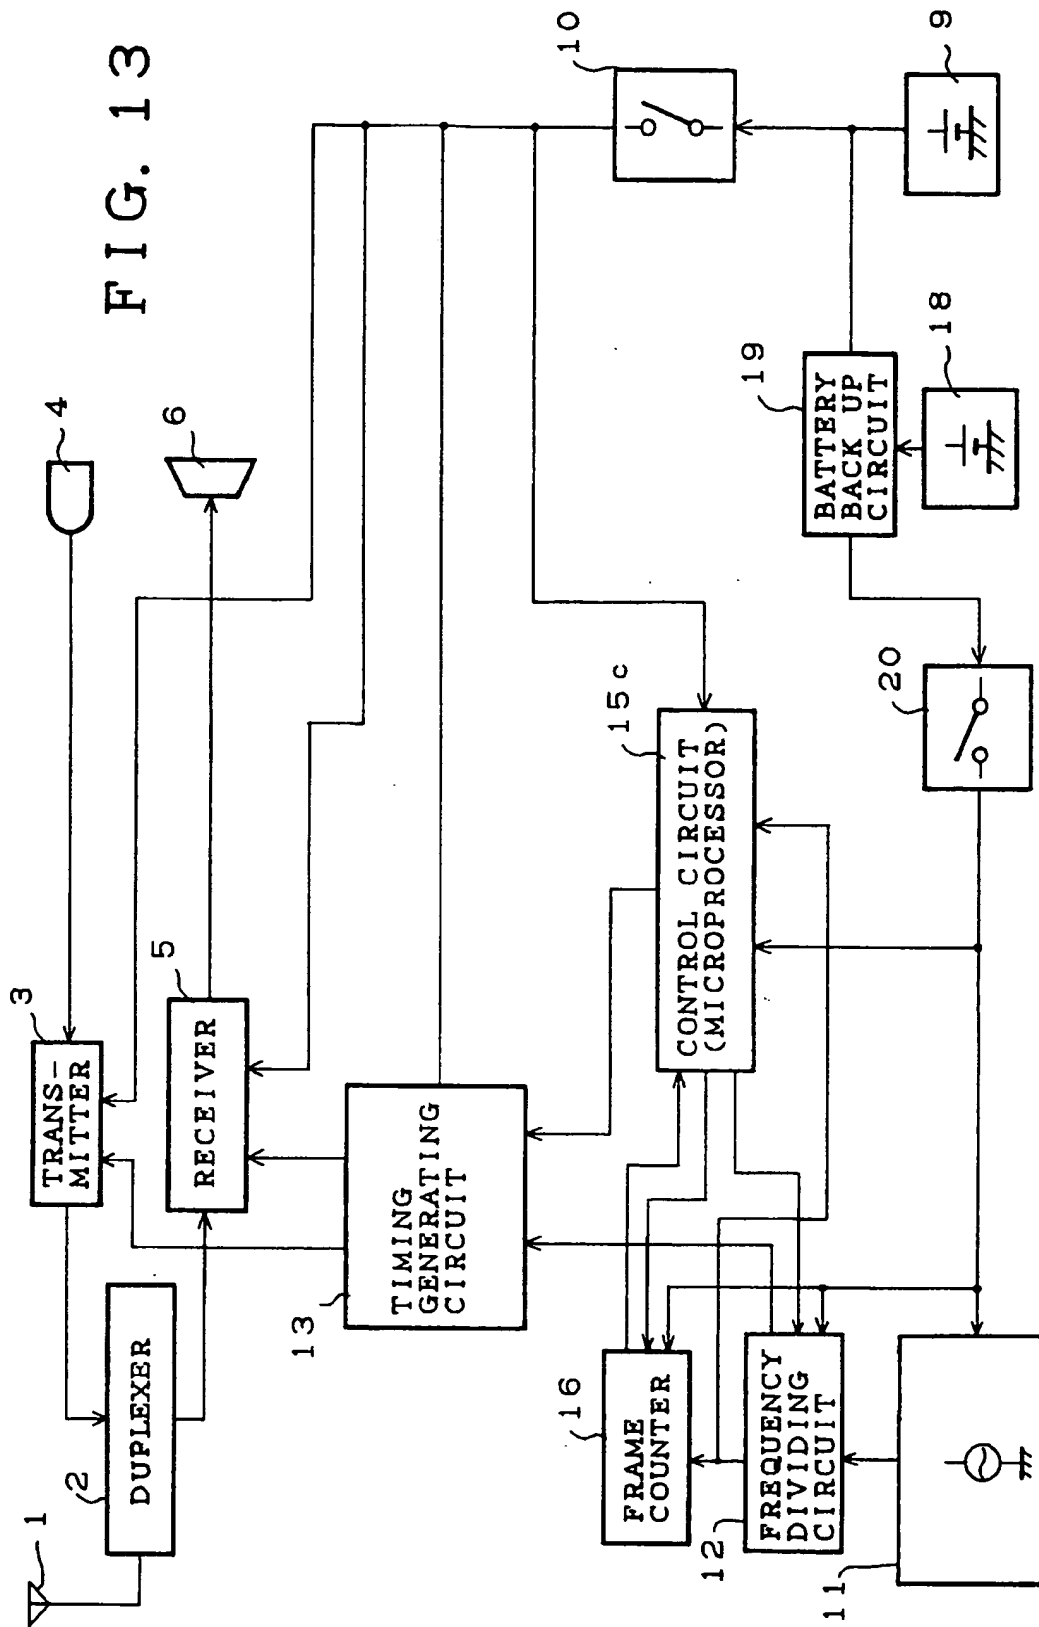 FIG. 13
1
2
DUPLEXER
3
TRANS-
MITTER
4
5
RECEIVER
6
13
TIMING
GENERATING
CIRCUIT
10
9
15c
CONTROL CIRCUIT
(MICROPROCESSOR)
19
BATTERY
BACK UP
CIRCUIT
18
20
16
FRAME
COUNTER
12
FREQUENCY
DIVIDING
CIRCUIT
11